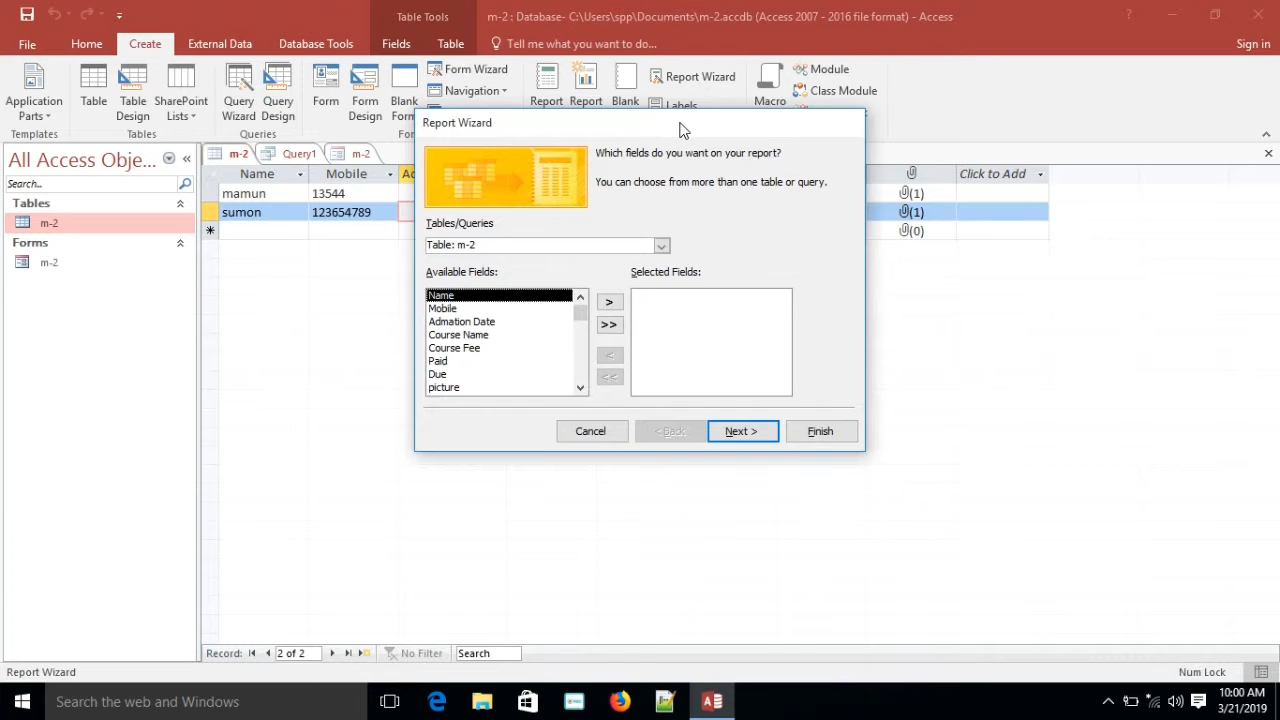 Table Tools
m-2 : Database- C:\Users\spp\Documents\m-2.accdb (Access 2007 - 2016 file format) - Access
?
File
Home
Create
External Data
Database Tools
Fields
Table
Tell me what you want to do...
Sign in
Application Parts
Table
Table Design
SharePoint Lists
Query Wizard
Query Design
Form
Form Design
Blank
Form Wizard
Navigation
Report
Report
Blank
Report Wizard
Labels
Macro
Module
Class Module
Templates
Tables
Queries
Report Wizard
All Access Obje...
Search...
Tables
m-2
Forms
m-2
m-2
Query1
m-2
Name
Mobile
Click to Add
mamun
13544
(1)
sumon
123654789
(1)
(0)
Which fields do you want on your report?
You can choose from more than one table or query.
Tables/Queries
Table: m-2
Available Fields:
Selected Fields:
Name
Mobile
Admation Date
Course Name
Course Fee
Paid
Due
picture
>
>>
<
<<
Cancel
< Back
Next >
Finish
Record:
2 of 2
No Filter
Search
Report Wizard
Num Lock
Search the web and Windows
10:00 AM
3/21/2019